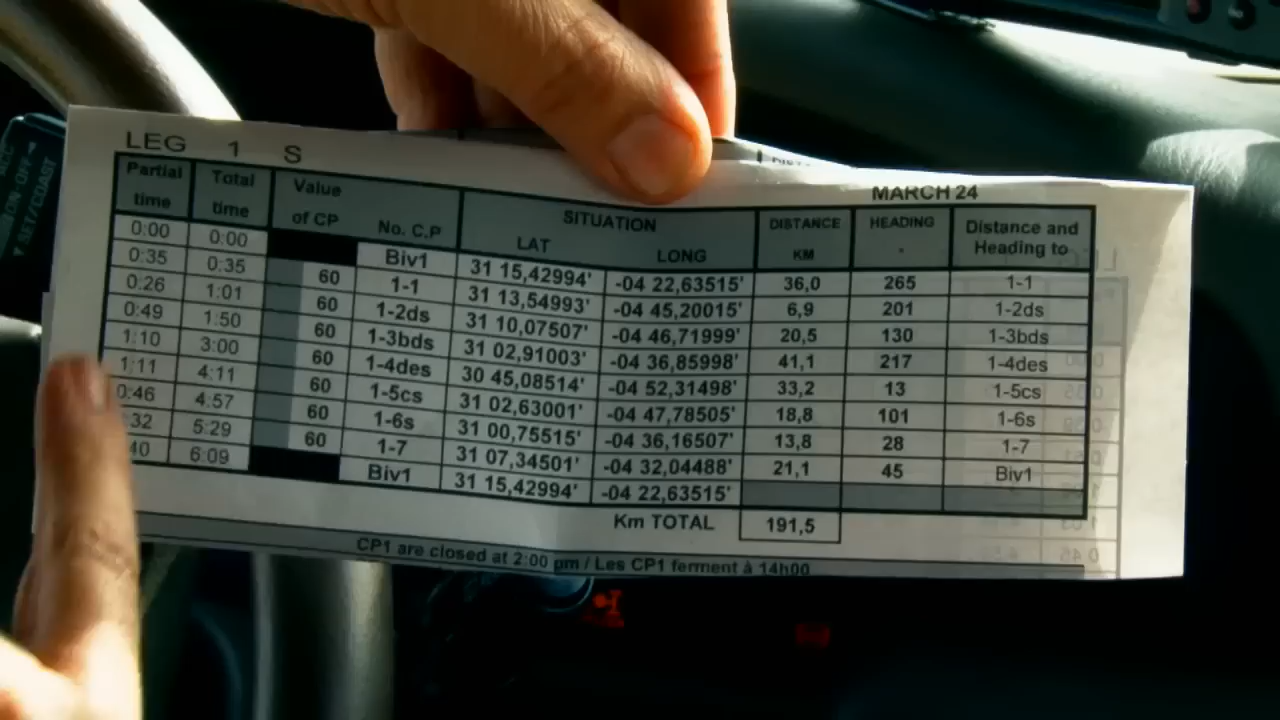 LEG 1 S
MARCH 24
Partial time Total time Value of CP No. C.P SITUATION LAT LONG DISTANCE KM HEADING Distance and Heading to
0:00 0:00 Biv1 31 15,42994' -04 22,63515' 36,0 265 1-1
0:35 0:35 60 1-1 31 13,54993' -04 45,20015' 6,9 201 1-2ds
0:26 1:01 60 1-2ds 31 10,07507' -04 46,71999' 20,5 130 1-3bds
0:49 1:50 60 1-3bds 31 02,91003' -04 36,85998' 41,1 217 1-4des
1:10 3:00 60 1-4des 30 45,08514' -04 52,31498' 33,2 13 1-5cs
1:11 4:11 60 1-5cs 31 02,63001' -04 47,78505' 18,8 101 1-6s
0:46 4:57 60 1-6s 31 00,75515' -04 36,16507' 13,8 28 1-7
:32 5:29 60 1-7 31 07,34501' -04 32,04488' 21,1 45 Biv1
40 6:09 Biv1 31 15,42994' -04 22,63515'
Km TOTAL 191,5
CP1 are closed at 2:00 pm / Les CP1 ferment à 14h00
ON-OFF
SET/COAST